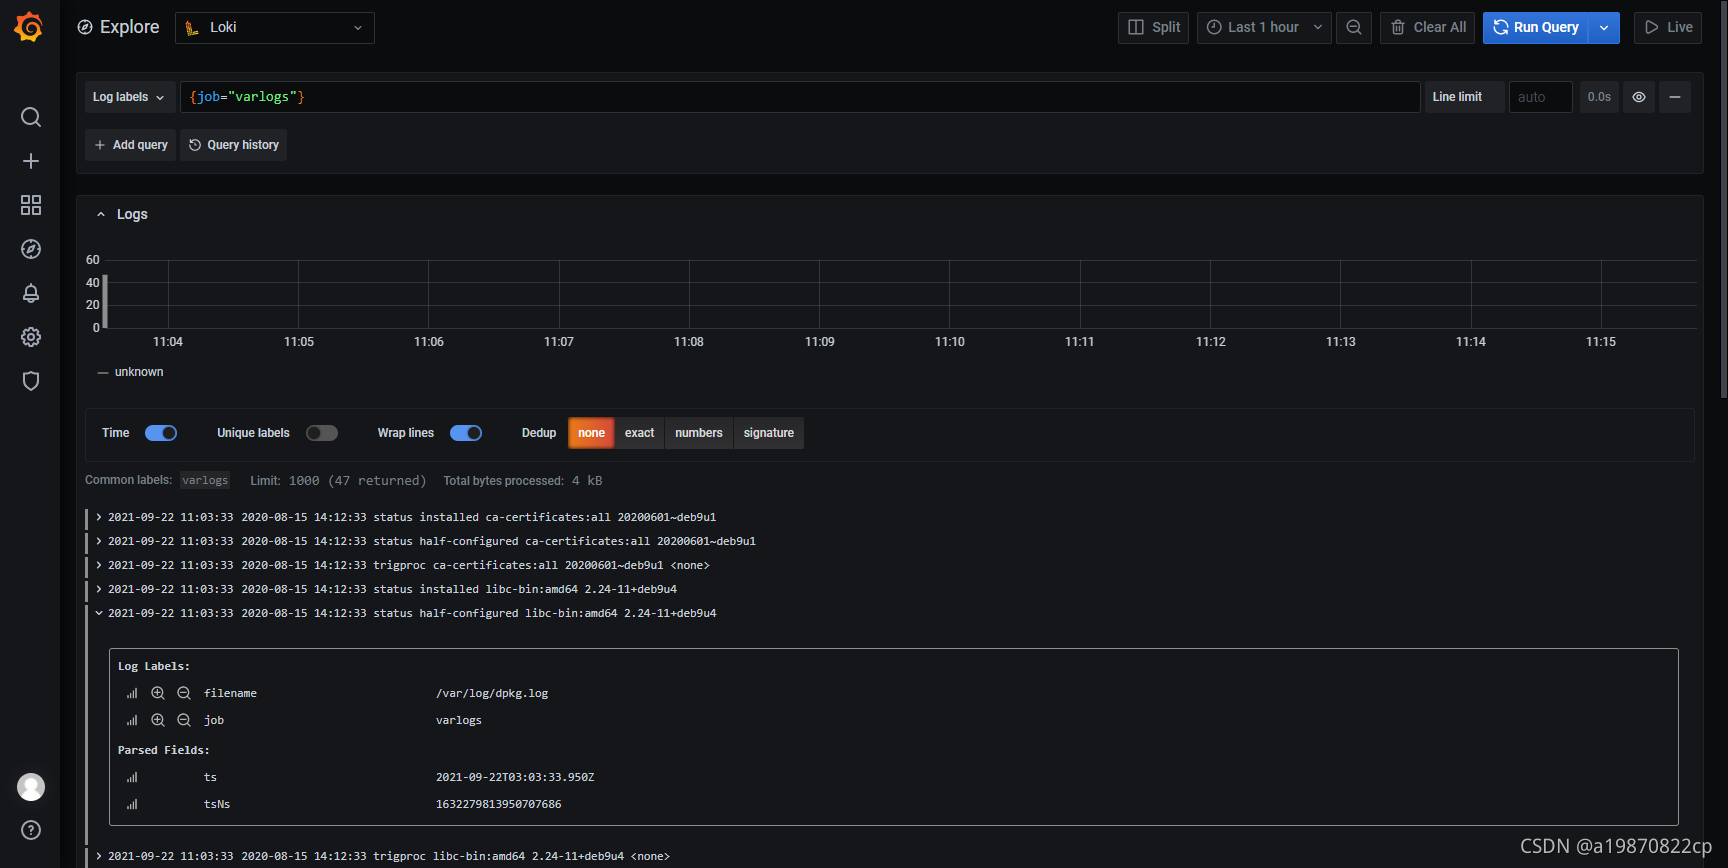 Explore Loki Split Last 1 hour Clear All Run Query Live
Log labels {job="varlogs"} Line limit auto 0.0s
Add query Query history
Logs
60
40
20
0
11:04 11:05 11:06 11:07 11:08 11:09 11:10 11:11 11:12 11:13 11:14 11:15
unknown
Time Unique labels Wrap lines Dedup none exact numbers signature
Common labels: varlogs Limit: 1000 (47 returned) Total bytes processed: 4 kB
2021-09-22 11:03:33 2020-08-15 14:12:33 status installed ca-certificates:all 20200601~deb9u1
2021-09-22 11:03:33 2020-08-15 14:12:33 status half-configured ca-certificates:all 20200601~deb9u1
2021-09-22 11:03:33 2020-08-15 14:12:33 trigproc ca-certificates:all 20200601~deb9u1 <none>
2021-09-22 11:03:33 2020-08-15 14:12:33 status installed libc-bin:amd64 2.24-11+deb9u4
2021-09-22 11:03:33 2020-08-15 14:12:33 status half-configured libc-bin:amd64 2.24-11+deb9u4
Log Labels:
filename /var/log/dpkg.log
job varlogs
Parsed Fields:
ts 2021-09-22T03:03:33.950Z
tsNs 1632279813950707686
2021-09-22 11:03:33 2020-08-15 14:12:33 trigproc libc-bin:amd64 2.24-11+deb9u4 <none>
CSDN @a19870822cp